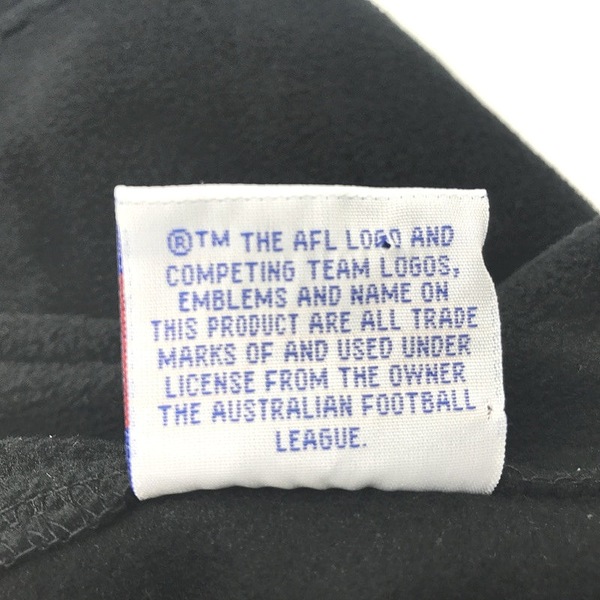 ®™ THE AFL LOGO AND
COMPETING TEAM LOGOS,
EMBLEMS AND NAME ON
THIS PRODUCT ARE ALL TRADE
MARKS OF AND USED UNDER
LICENSE FROM THE OWNER
THE AUSTRALIAN FOOTBALL
LEAGUE.